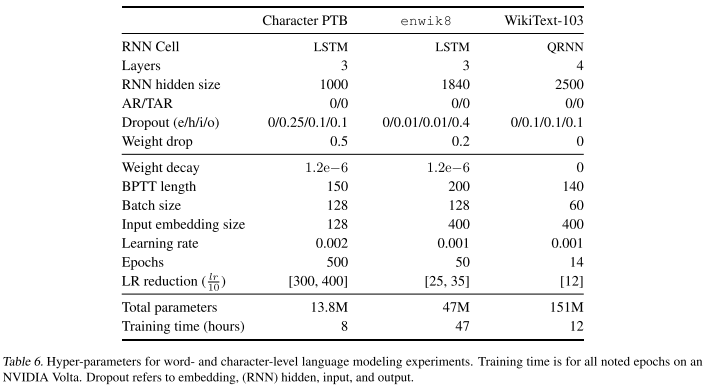 Character PTB enwik8 WikiText-103
RNN Cell LSTM LSTM QRNN
Layers 3 3 4
RNN hidden size 1000 1840 2500
AR/TAR 0/0 0/0 0/0
Dropout (e/h/i/o) 0/0.25/0.1/0.1 0/0.01/0.01/0.4 0/0.1/0.1/0.1
Weight drop 0.5 0.2 0
Weight decay 1.2e−6 1.2e−6 0
BPTT length 150 200 140
Batch size 128 128 60
Input embedding size 128 400 400
Learning rate 0.002 0.001 0.001
Epochs 500 50 14
LR reduction (lr/10) [300, 400] [25, 35] [12]
Total parameters 13.8M 47M 151M
Training time (hours) 8 47 12
Table 6. Hyper-parameters for word- and character-level language modeling experiments. Training time is for all noted epochs on an
NVIDIA Volta. Dropout refers to embedding, (RNN) hidden, input, and output.